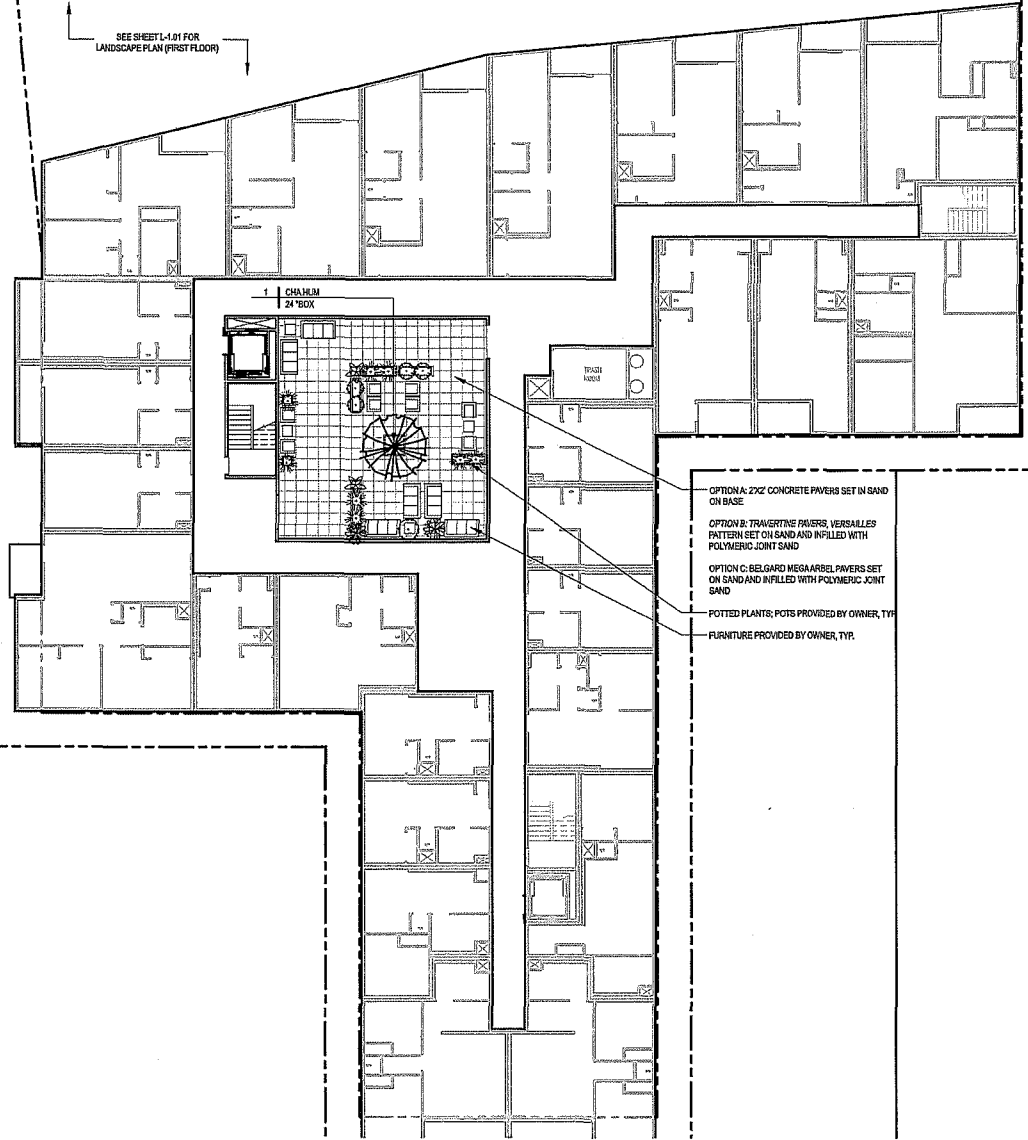 SEE SHEET L-1.01 FOR
LANDSCAPE PLAN (FIRST FLOOR)
1 CHA.HUM
24 "BOX
TRASH
ROOM
OPTION A: 2'X2' CONCRETE PAVERS SET IN SAND
ON BASE
OPTION B: TRAVERTINE PAVERS, VERSAILLES
PATTERN SET ON SAND AND INFILLED WITH
POLYMERIC JOINT SAND
OPTION C: BELGARD MEGA ARBEL PAVERS SET
ON SAND AND INFILLED WITH POLYMERIC JOINT
SAND
POTTED PLANTS; POTS PROVIDED BY OWNER, TYP.
FURNITURE PROVIDED BY OWNER, TYP.